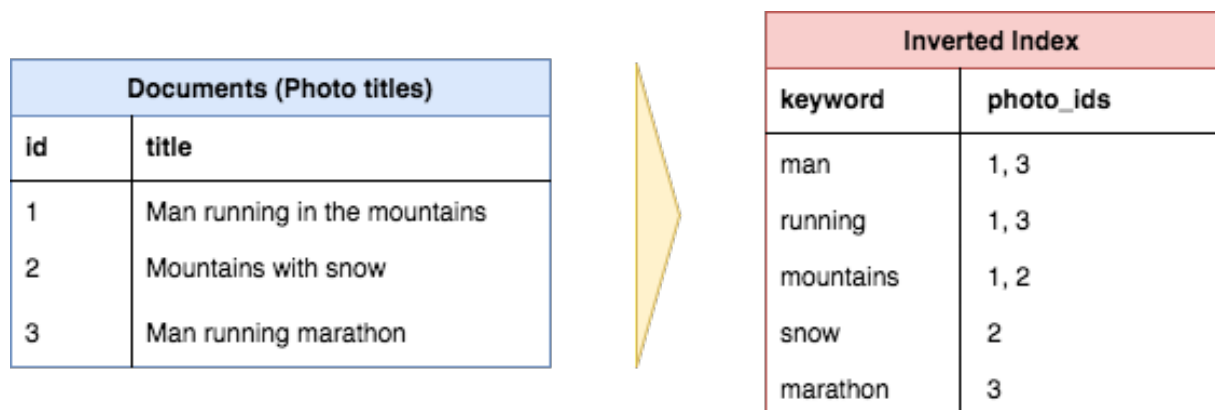 Documents (Photo titles)
id title
1 Man running in the mountains
2 Mountains with snow
3 Man running marathon
Inverted Index
keyword photo_ids
man 1, 3
running 1, 3
mountains 1, 2
snow 2
marathon 3